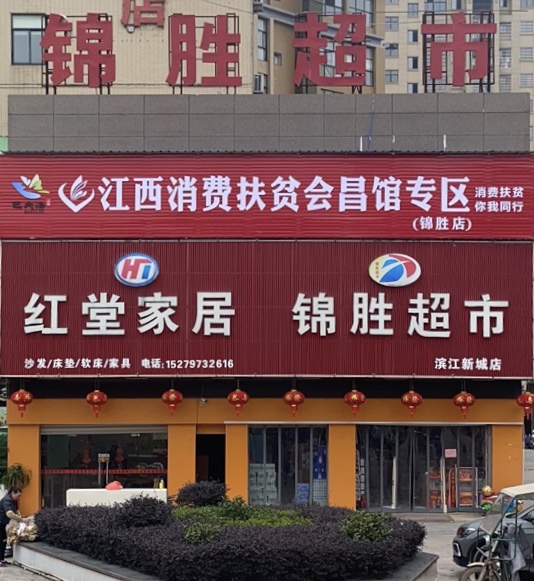 店
锦胜超市
江西消费扶贫会昌馆专区
消费扶贫
你我同行
(锦胜店)
HTI
红堂家居
锦胜超市
沙发/床垫/软床/家具 电话:15279732616
滨江新城店